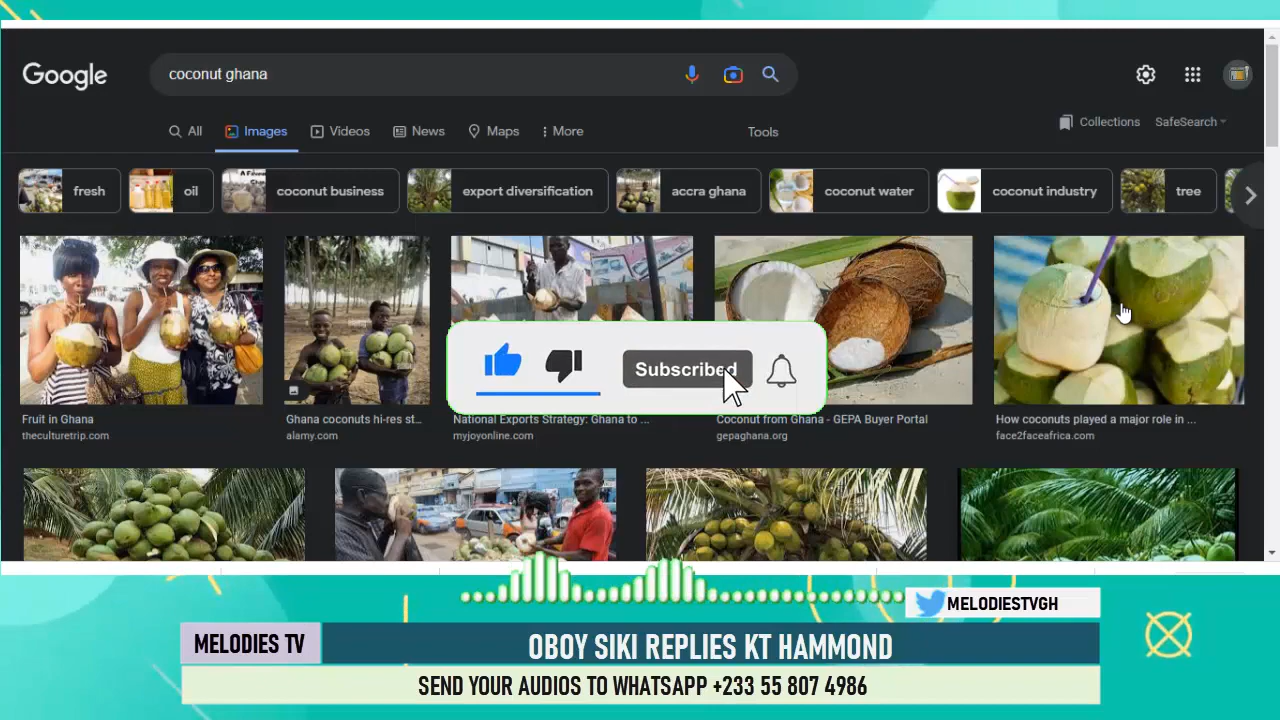 Google
coconut ghana
All
Images
Videos
News
Maps
More
Tools
Collections
SafeSearch
fresh
oil
coconut business
export diversification
accra ghana
coconut water
coconut industry
tree
Subscribed
Fruit in Ghana
theculturetrip.com
Ghana coconuts hi-res st...
alamy.com
National Exports Strategy: Ghana to ...
myjoyonline.com
Coconut from Ghana - GEPA Buyer Portal
gepaghana.org
How coconuts played a major role in ...
face2faceafrica.com
MELODIESTVGH
MELODIES TV
OBOY SIKI REPLIES KT HAMMOND
SEND YOUR AUDIOS TO WHATSAPP +233 55 807 4986